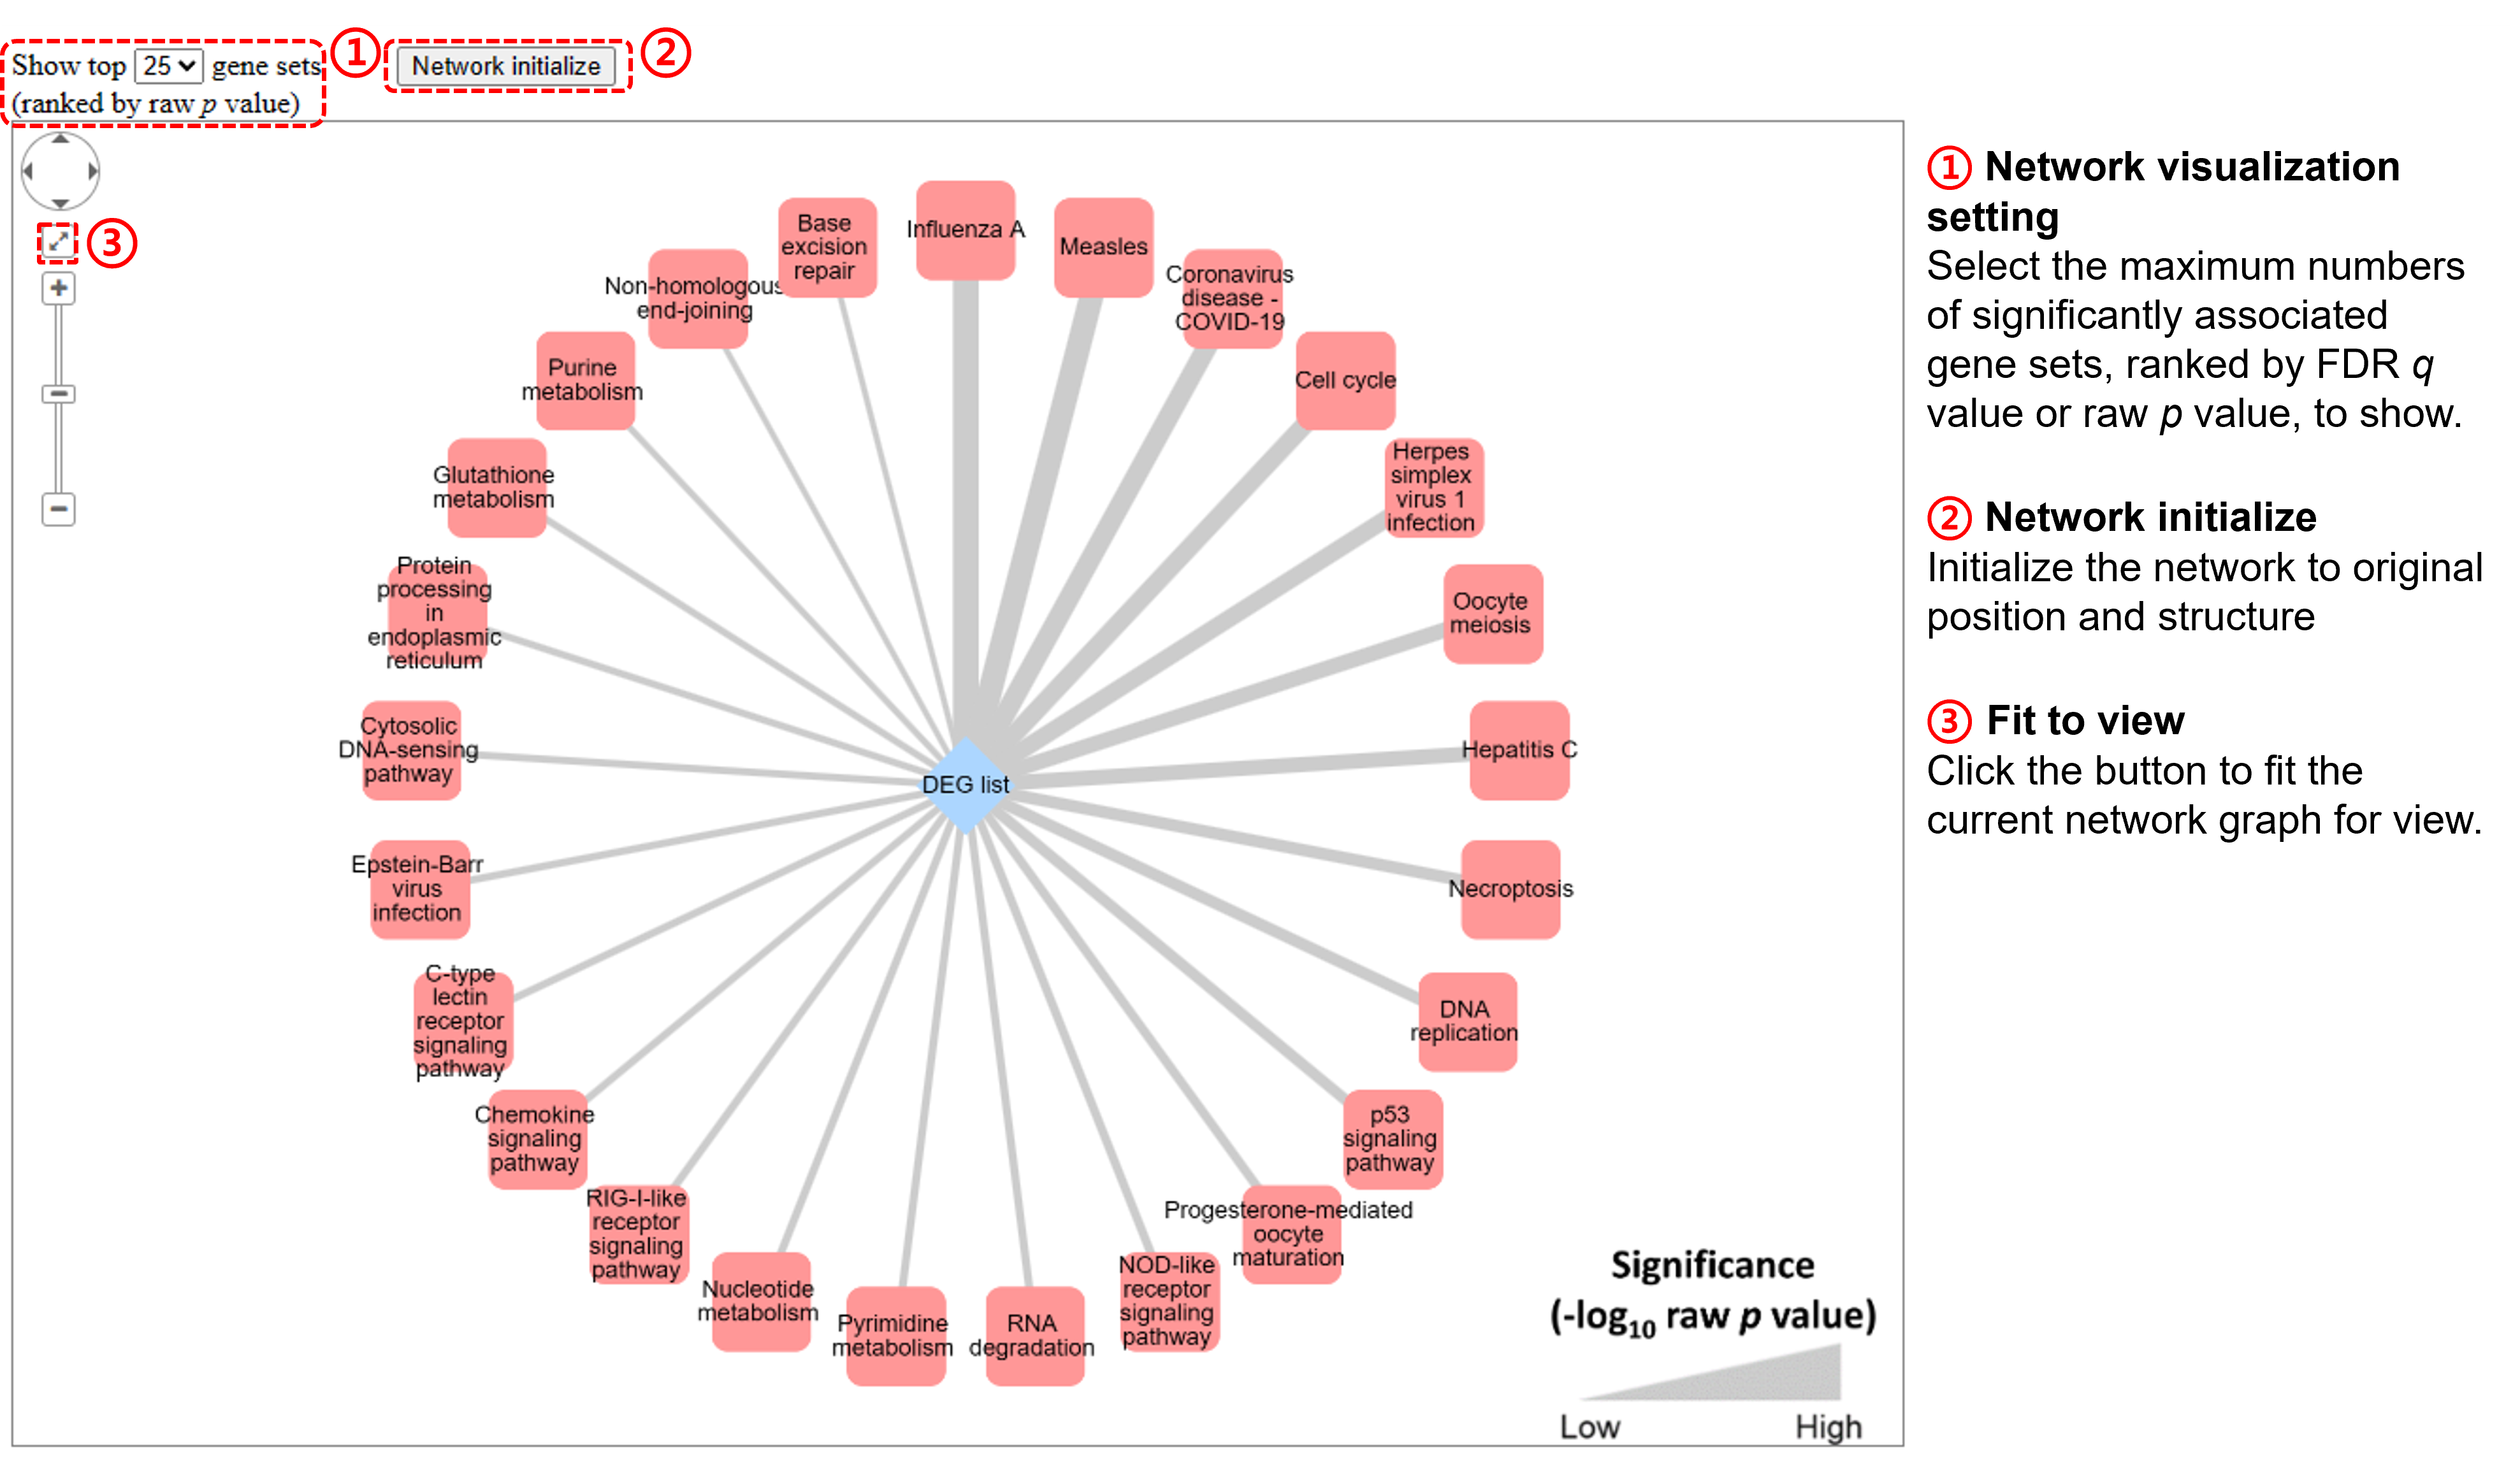 Show top 25 gene sets
(ranked by raw p value)
①
Network initialize
②
③
Influenza A
Measles
Coronavirus
disease -
COVID-19
Cell cycle
Herpes
simplex
virus 1
infection
Oocyte
meiosis
Hepatitis C
Necroptosis
DNA
replication
p53
signaling
pathway
Progesterone-mediated
oocyte
maturation
NOD-like
receptor
signaling
pathway
RNA
degradation
Pyrimidine
metabolism
Nucleotide
metabolism
RIG-I-like
receptor
signaling
pathway
Chemokine
signaling
pathway
C-type
lectin
receptor
signaling
pathway
Epstein-Barr
virus
infection
Cytosolic
DNA-sensing
pathway
Protein
processing
in
endoplasmic
reticulum
Glutathione
metabolism
Purine
metabolism
Non-homologous
end-joining
Base
excision
repair
DEG list
Significance
(-log₁₀ raw p value)
Low High
① Network visualization
setting
Select the maximum numbers
of significantly associated
gene sets, ranked by FDR q
value or raw p value, to show.
② Network initialize
Initialize the network to original
position and structure
③ Fit to view
Click the button to fit the
current network graph for view.